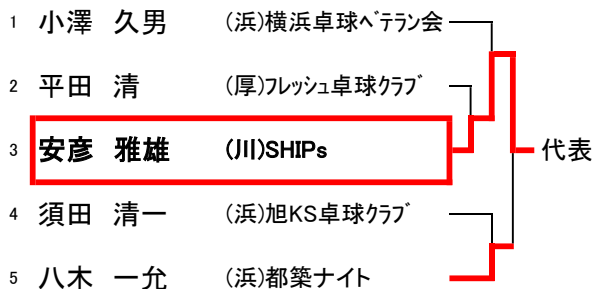 1 小澤 久男 (浜)横浜卓球ﾍﾞﾃﾗﾝ会
2 平田 清 (厚)ﾌﾚｯｼｭ卓球ｸﾗﾌﾞ
3 安彦 雅雄 (川)SHIPs
代表
4 須田 清一 (浜)旭KS卓球ｸﾗﾌﾞ
5 八木 一允 (浜)都築ナイト